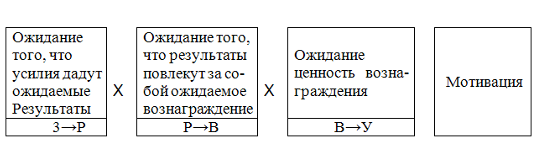 Ожидание
того, что
усилия дадут
ожидаемые
Результаты
З→Р
X
Ожидание того,
что результаты
повлекут за со-
бой ожидаемое
вознаграждение
Р→В
X
Ожидание
ценность возна-
граждения
В→У
Мотивация